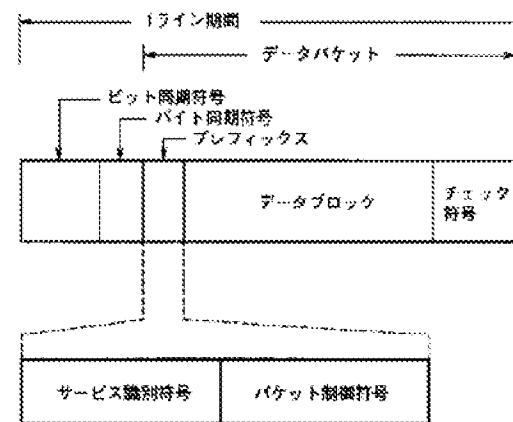 1ライン期間
データパケット
ビット同期符号
バイト同期符号
プレフィックス
データブロック
チェック
符号
サービス識別符号
パケット制御符号